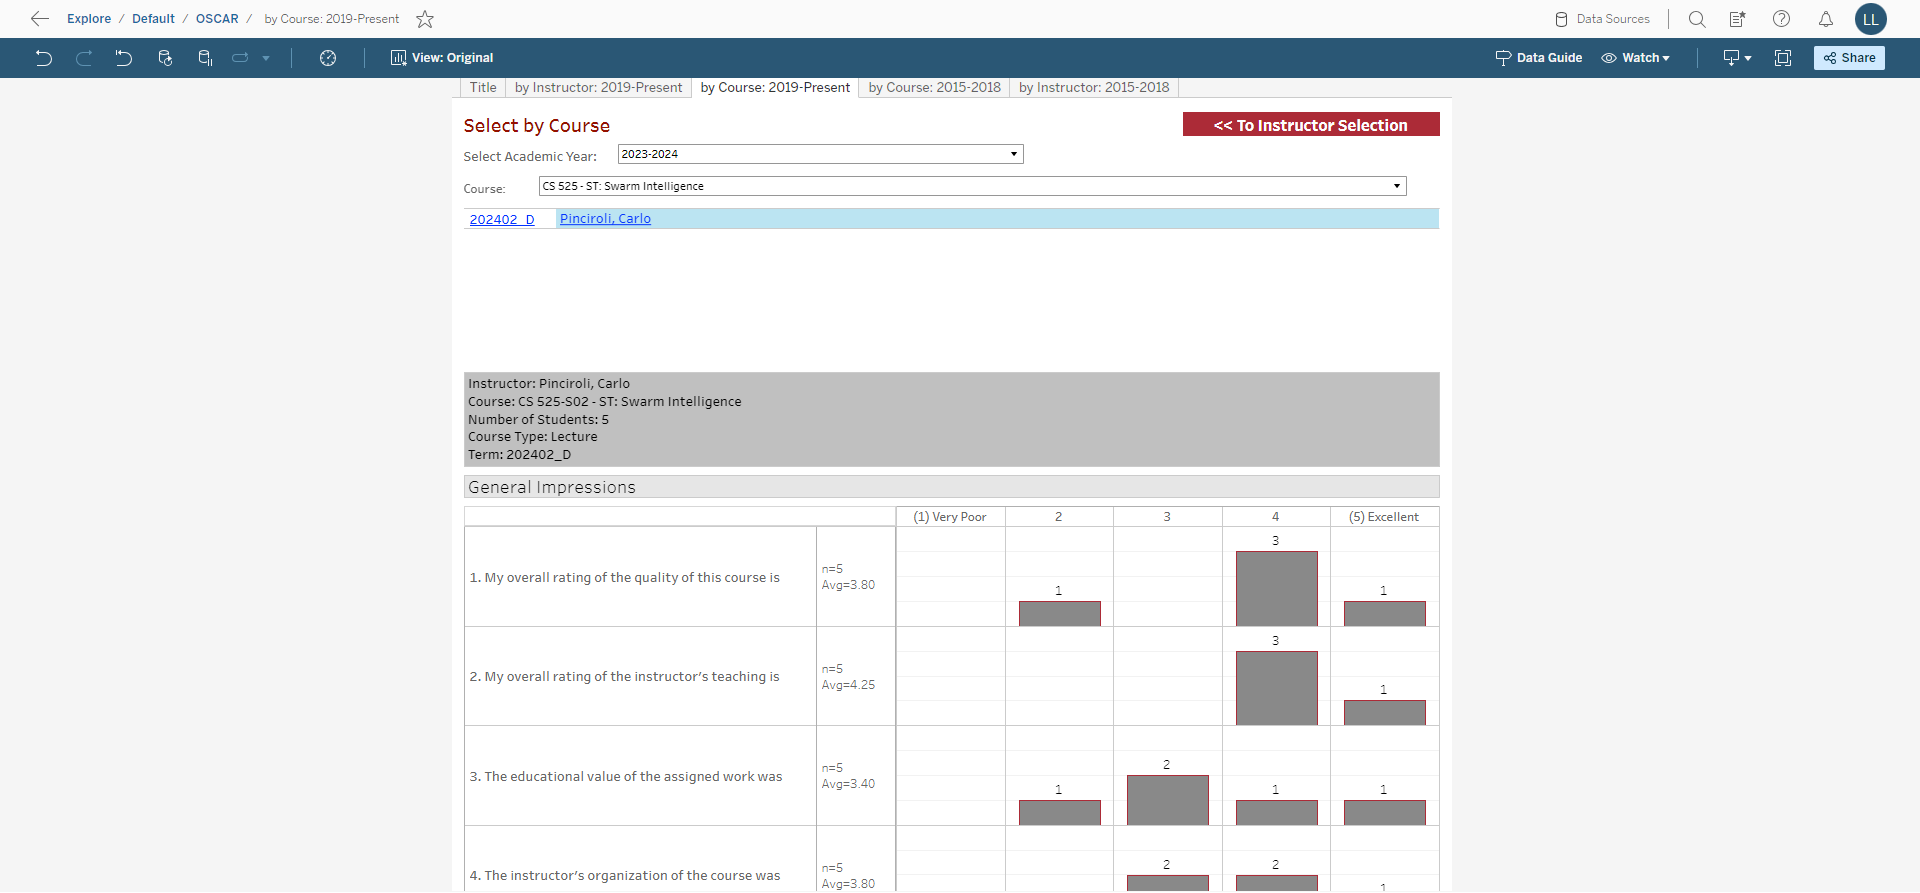 Explore / Default / OSCAR / by Course: 2019-Present
Data Sources
LL
View: Original
Data Guide
Watch
Share
Title
by Instructor: 2019-Present
by Course: 2019-Present
by Course: 2015-2018
by Instructor: 2015-2018
Select by Course
<< To Instructor Selection
Select Academic Year:
2023-2024
Course:
CS 525 - ST: Swarm Intelligence
202402_D
Pinciroli, Carlo
Instructor: Pinciroli, Carlo
Course: CS 525-S02 - ST: Swarm Intelligence
Number of Students: 5
Course Type: Lecture
Term: 202402_D
General Impressions
(1) Very Poor
2
3
4
(5) Excellent
1. My overall rating of the quality of this course is
n=5
Avg=3.80
1
3
1
2. My overall rating of the instructor's teaching is
n=5
Avg=4.25
3
1
3. The educational value of the assigned work was
n=5
Avg=3.40
1
2
1
1
4. The instructor's organization of the course was
n=5
Avg=3.80
2
2
1